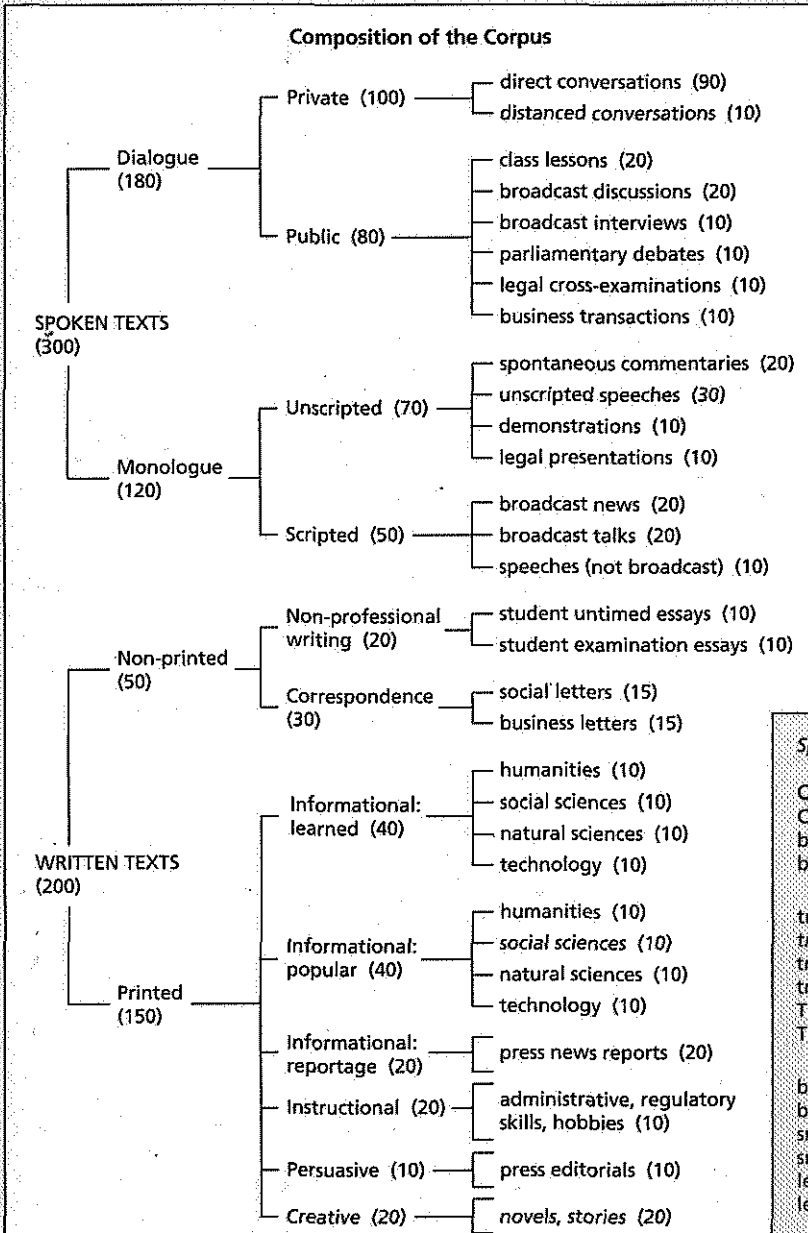 Composition of the Corpus
SPOKEN TEXTS
(300)
Dialogue
(180)
Private (100)
direct conversations (90)
distanced conversations (10)
Public (80)
class lessons (20)
broadcast discussions (20)
broadcast interviews (10)
parliamentary debates (10)
legal cross-examinations (10)
business transactions (10)
Monologue
(120)
Unscripted (70)
spontaneous commentaries (20)
unscripted speeches (30)
demonstrations (10)
legal presentations (10)
Scripted (50)
broadcast news (20)
broadcast talks (20)
speeches (not broadcast) (10)
WRITTEN TEXTS
(200)
Non-printed
(50)
Non-professional
writing (20)
student untimed essays (10)
student examination essays (10)
Correspondence
(30)
social letters (15)
business letters (15)
Printed
(150)
Informational:
learned (40)
humanities (10)
social sciences (10)
natural sciences (10)
technology (10)
Informational:
popular (40)
humanities (10)
social sciences (10)
natural sciences (10)
technology (10)
Informational:
reportage (20)
press news reports (20)
Instructional (20)
administrative, regulatory
skills, hobbies (10)
Persuasive (10)
press editorials (10)
Creative (20)
novels, stories (20)